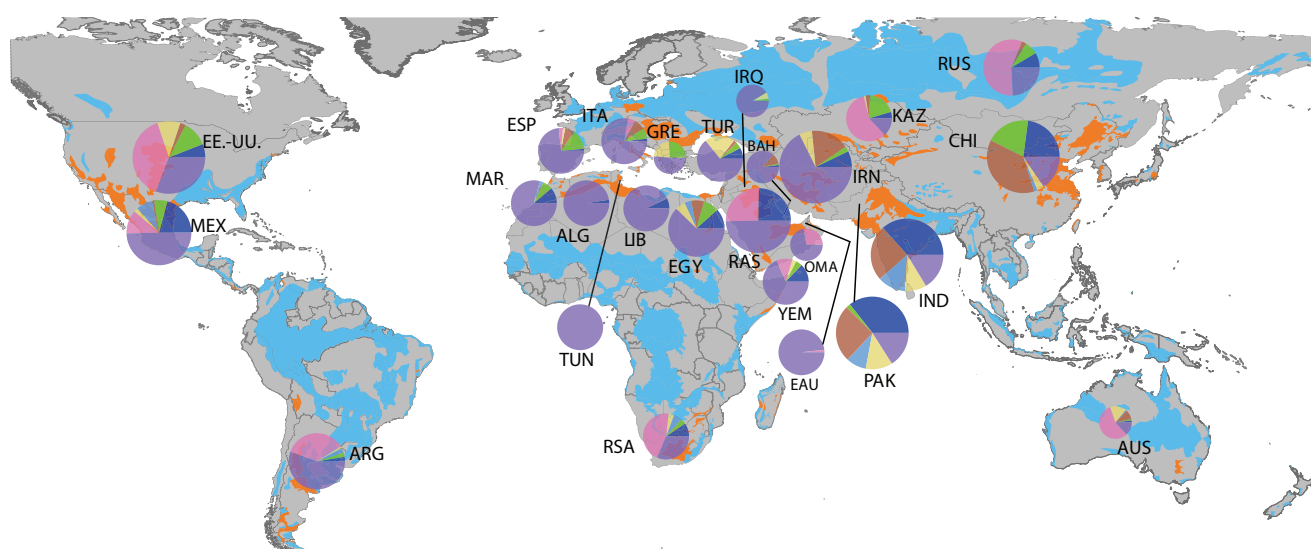 RUS
IRQ
ITA
ESP
GRE
TUR
KAZ
EE.-UU.
BAH
CHI
IRN
MAR
MEX
ALG
LIB
EGY
RAS
OMA
IND
YEM
TUN
EAU
PAK
RSA
ARG
AUS